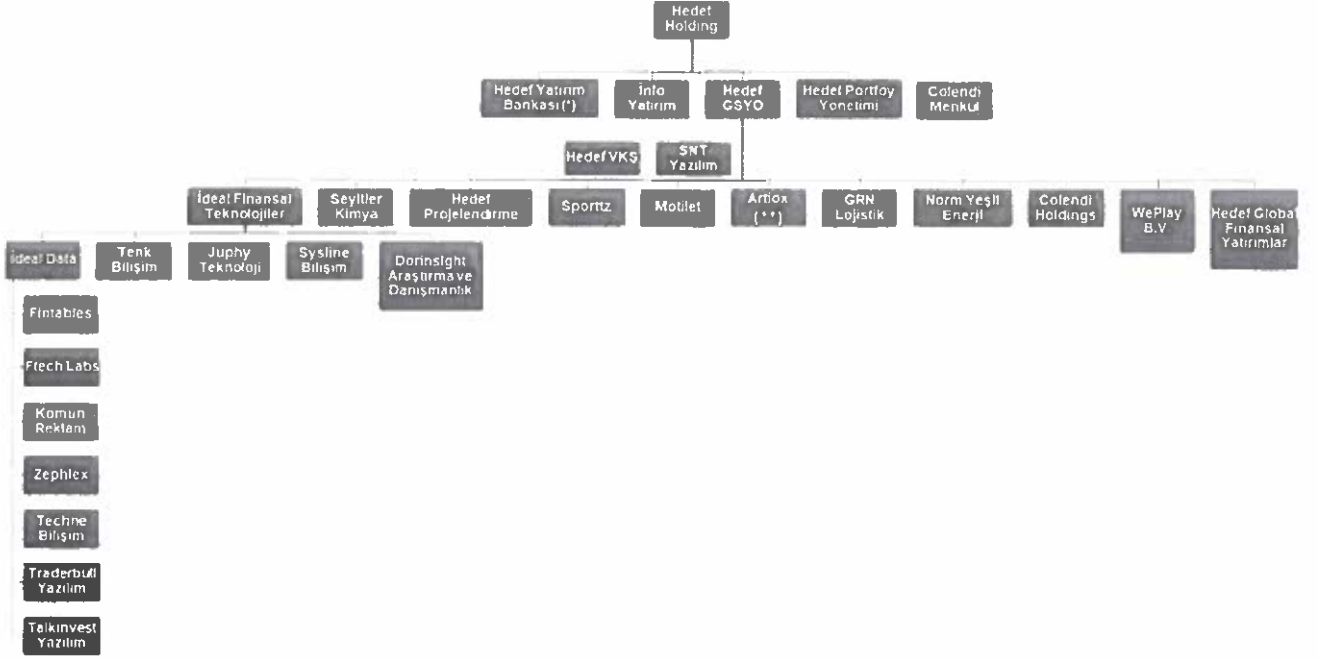 Hedef
Holding
Hedef Yatırım
Bankası(*)
İnfo
Yatırım
Hedef
GSYO
Hedef Portföy
Yönetimi
Colendi
Menkul
Hedef VKŞ
SNT
Yazılım
İdeal Finansal
Teknolojiler
Seyitler
Kimya
Hedef
Projelendirme
Sporttz
Motilet
Artiox
(**)
GRN
Lojistik
Norm Yeşil
Enerji
Colendi
Holdings
WePlay
B.V
Hedef Global
Finansal
Yatırımlar
İdeal Data
Tenk
Bilişim
Juphy
Teknoloji
Sysline
Bilişim
Dorinsight
Araştırma ve
Danışmanlık
Fintables
Ftech Labs
Komun
Reklam
Zephlex
Techne
Bilişim
Traderbull
Yazılım
Talkinvest
Yazılım